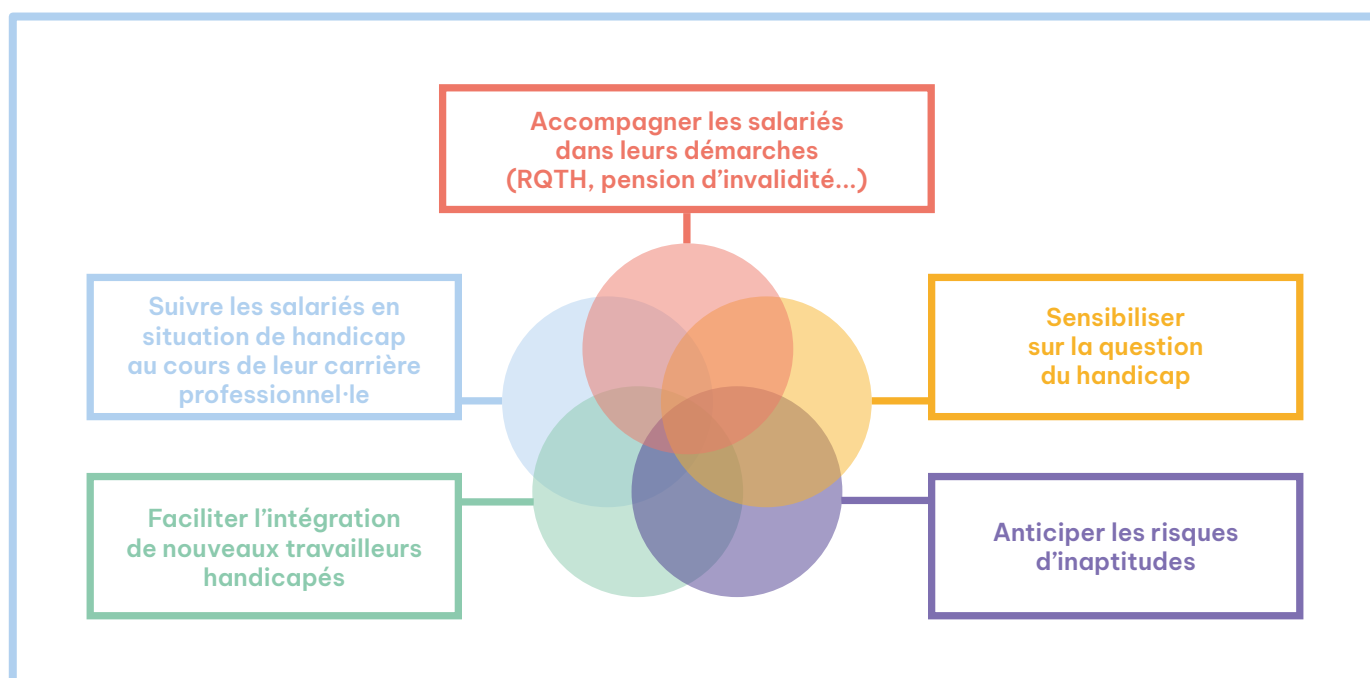 Accompagner les salariés
dans leurs démarches
(RQTH, pension d’invalidité...)
Suivre les salariés en
situation de handicap
au cours de leur carrière
professionnel·le
Sensibiliser
sur la question
du handicap
Faciliter l’intégration
de nouveaux travailleurs
handicapés
Anticiper les risques
d’inaptitudes